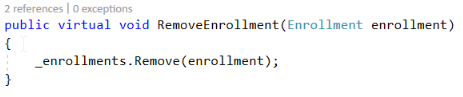 2 references | 0 exceptions
public virtual void RemoveEnrollment(Enrollment enrollment)
{
    _enrollments.Remove(enrollment);
}